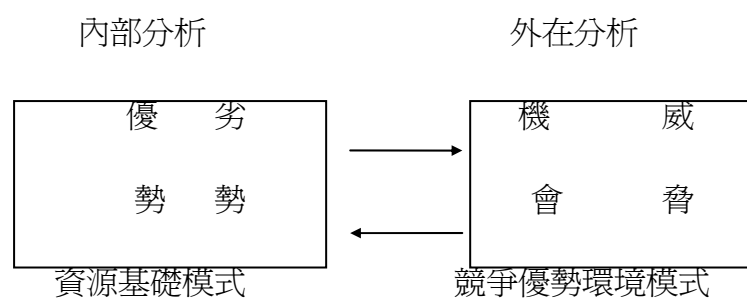 內部分析 外在分析
優 劣 機 威
勢 勢 會 脅
資源基礎模式 競爭優勢環境模式